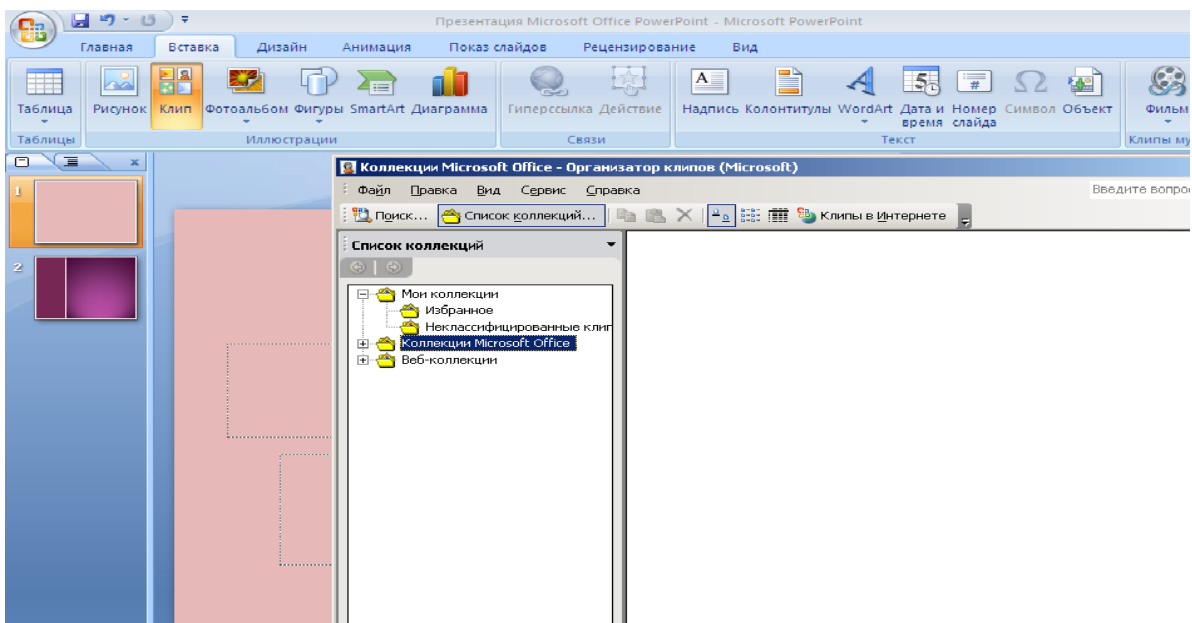 Презентация Microsoft Office PowerPoint - Microsoft PowerPoint
Главная Вставка Дизайн Анимация Показ слайдов Рецензирование Вид
Таблица Рисунок Клип Фотоальбом Фигуры SmartArt Диаграмма Гиперссылка Действие Надпись Колонтитулы WordArt Дата и время Номер слайда Символ Объект Фильм
Таблицы Иллюстрации Связи Текст Клипы му
Коллекции Microsoft Office - Организатор клипов (Microsoft)
Файл Правка Вид Сервис Справка Введите вопрос
1 Поиск... Список коллекций... Клипы в Интернете
Список коллекций
2
Мои коллекции
Избранное
Неклассифицированные клип
Коллекции Microsoft Office
Веб-коллекции